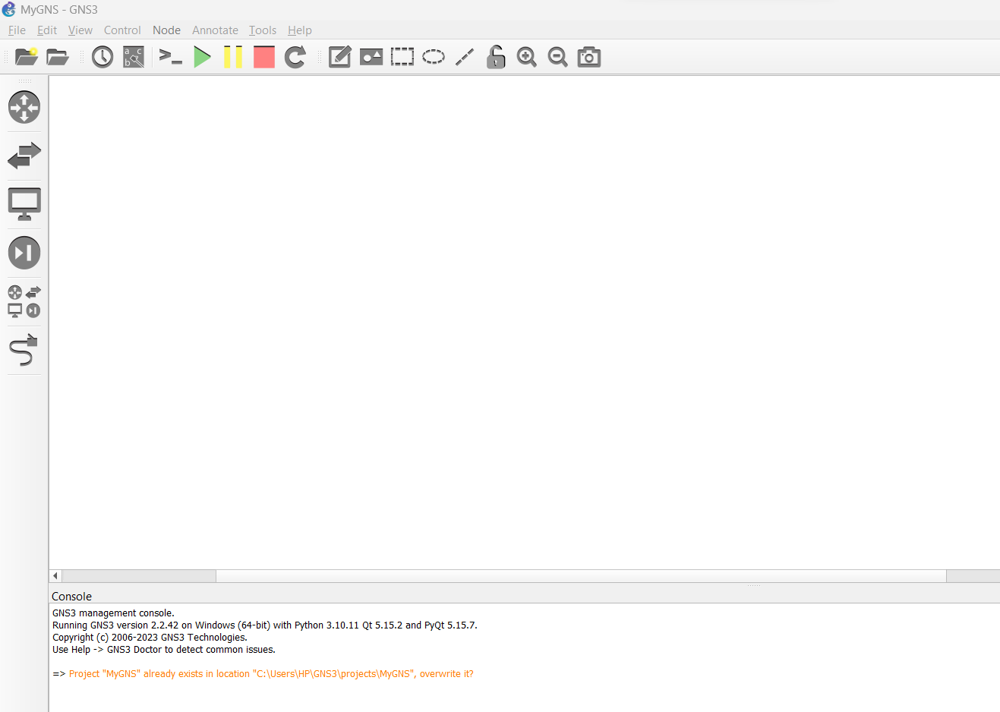 MyGNS - GNS3
File Edit View Control Node Annotate Tools Help
a c
b
Console
GNS3 management console.
Running GNS3 version 2.2.42 on Windows (64-bit) with Python 3.10.11 Qt 5.15.2 and PyQt 5.15.7.
Copyright (c) 2006-2023 GNS3 Technologies.
Use Help -> GNS3 Doctor to detect common issues.
=> Project "MyGNS" already exists in location "C:\Users\HP\GNS3\projects\MyGNS", overwrite it?